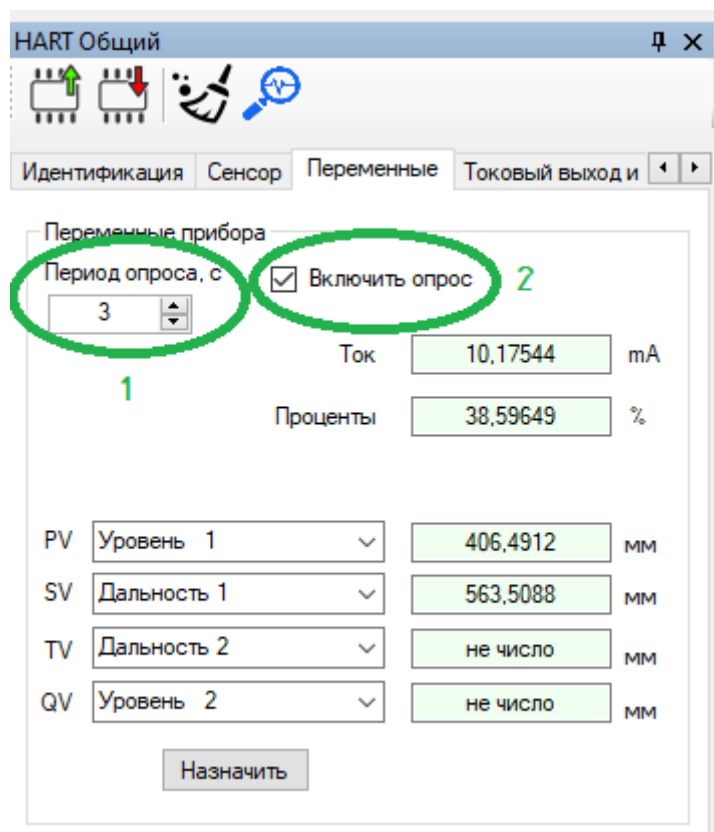 HART Общий
Идентификация Сенсор Переменные Токовый выход и
Переменные прибора
Период опроса, с Включить опрос 2
3
1
Ток 10,17544 mA
Проценты 38,59649 %
PV Уровень 1 406,4912 мм
SV Дальность 1 563,5088 мм
TV Дальность 2 не число мм
QV Уровень 2 не число мм
Назначить